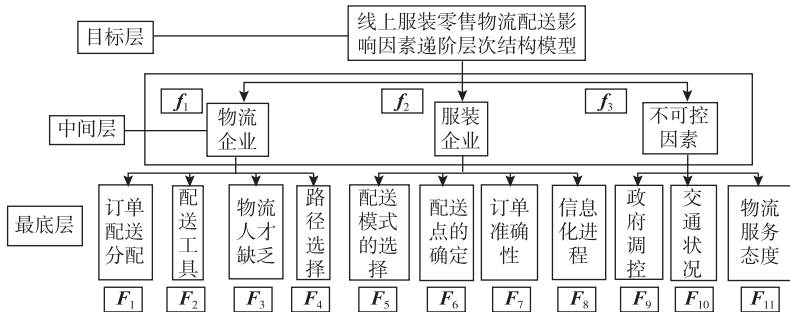 目标层
线上服装零售物流配送影
响因素递阶层次结构模型
f1
f2
f3
中间层
物流
企业
服装
企业
不可控
因素
最底层
订单
配送
分配
配
送
工
具
物流
人才
缺乏
路
径
选
择
配送
模式
的选
择
配送
点的
确定
订单
准确
性
信息
化进
程
政
府
调
控
交
通
状
况
物流
服务
态度
F1
F2
F3
F4
F5
F6
F7
F8
F9
F10
F11